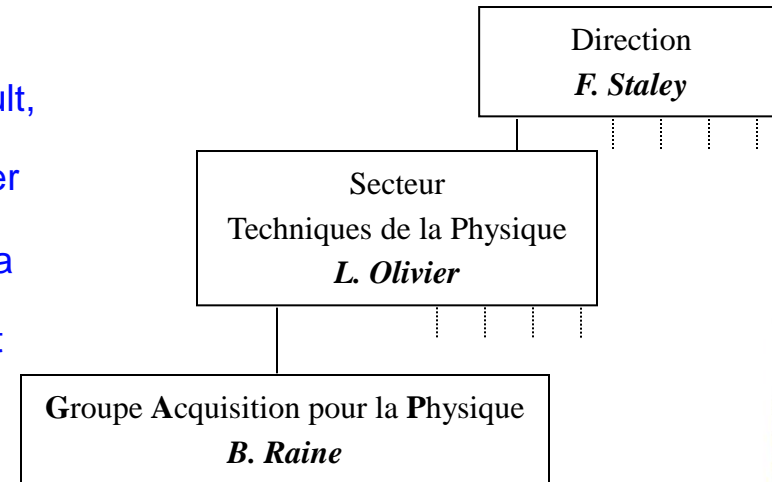 Direction
F. Staley
Secteur
Techniques de la Physique
L. Olivier
Groupe Acquisition pour la Physique
B. Raine